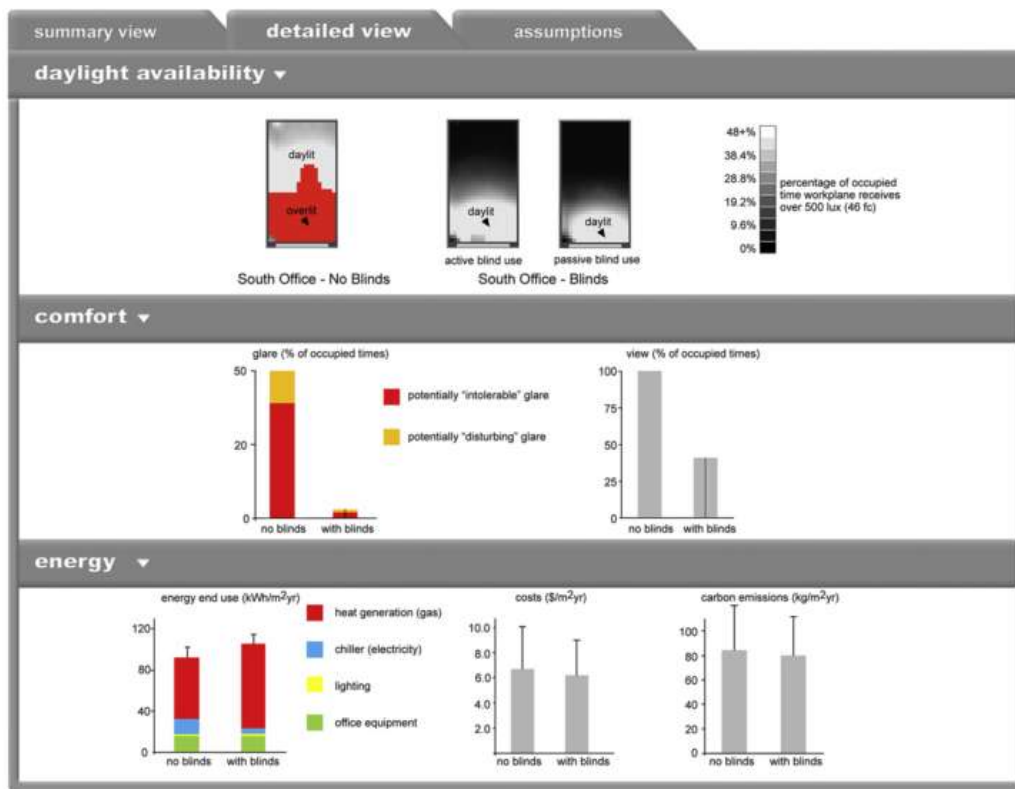 summary view
detailed view
assumptions
daylight availability
daylit
overlit
South Office - No Blinds
daylit
active blind use
daylit
passive blind use
South Office - Blinds
48+%
38.4%
28.8%
19.2%
9.6%
0%
percentage of occupied
time workplane receives
over 500 lux (46 fc)
comfort
glare (% of occupied times)
50
20
0
no blinds
with blinds
potentially "intolerable" glare
potentially "disturbing" glare
view (% of occupied times)
100
75
50
25
0
no blinds
with blinds
energy
energy end use (kWh/m²yr)
120
80
40
0
no blinds
with blinds
heat generation (gas)
chiller (electricity)
lighting
office equipment
costs ($/m²yr)
10.0
8.0
6.0
4.0
2.0
no blinds
with blinds
carbon emissions (kg/m²yr)
100
80
60
40
20
0
no blinds
with blinds